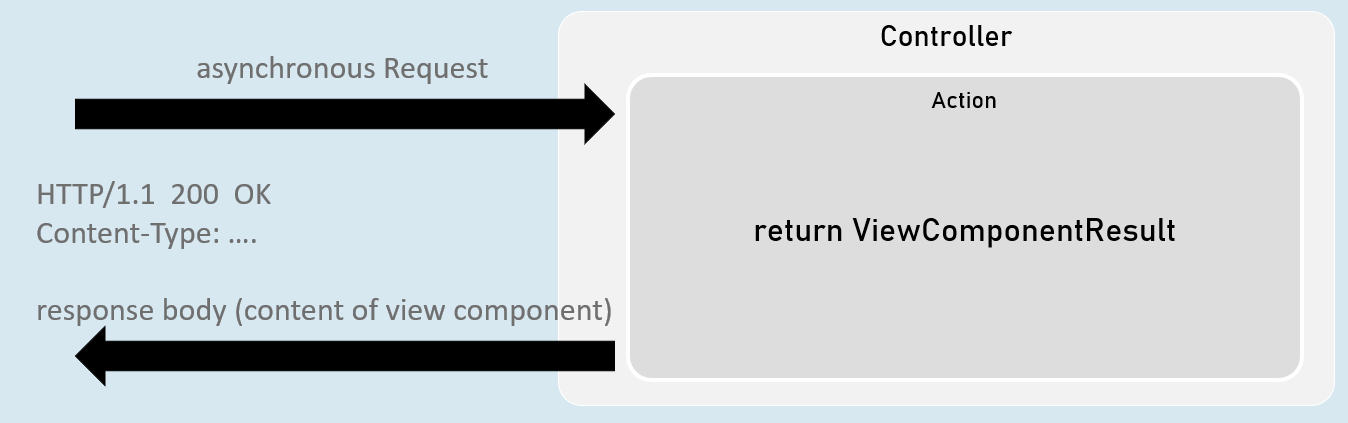 Controller
asynchronous Request
Action
HTTP/1.1 200 OK
Content-Type: ....
return ViewComponentResult
response body (content of view component)